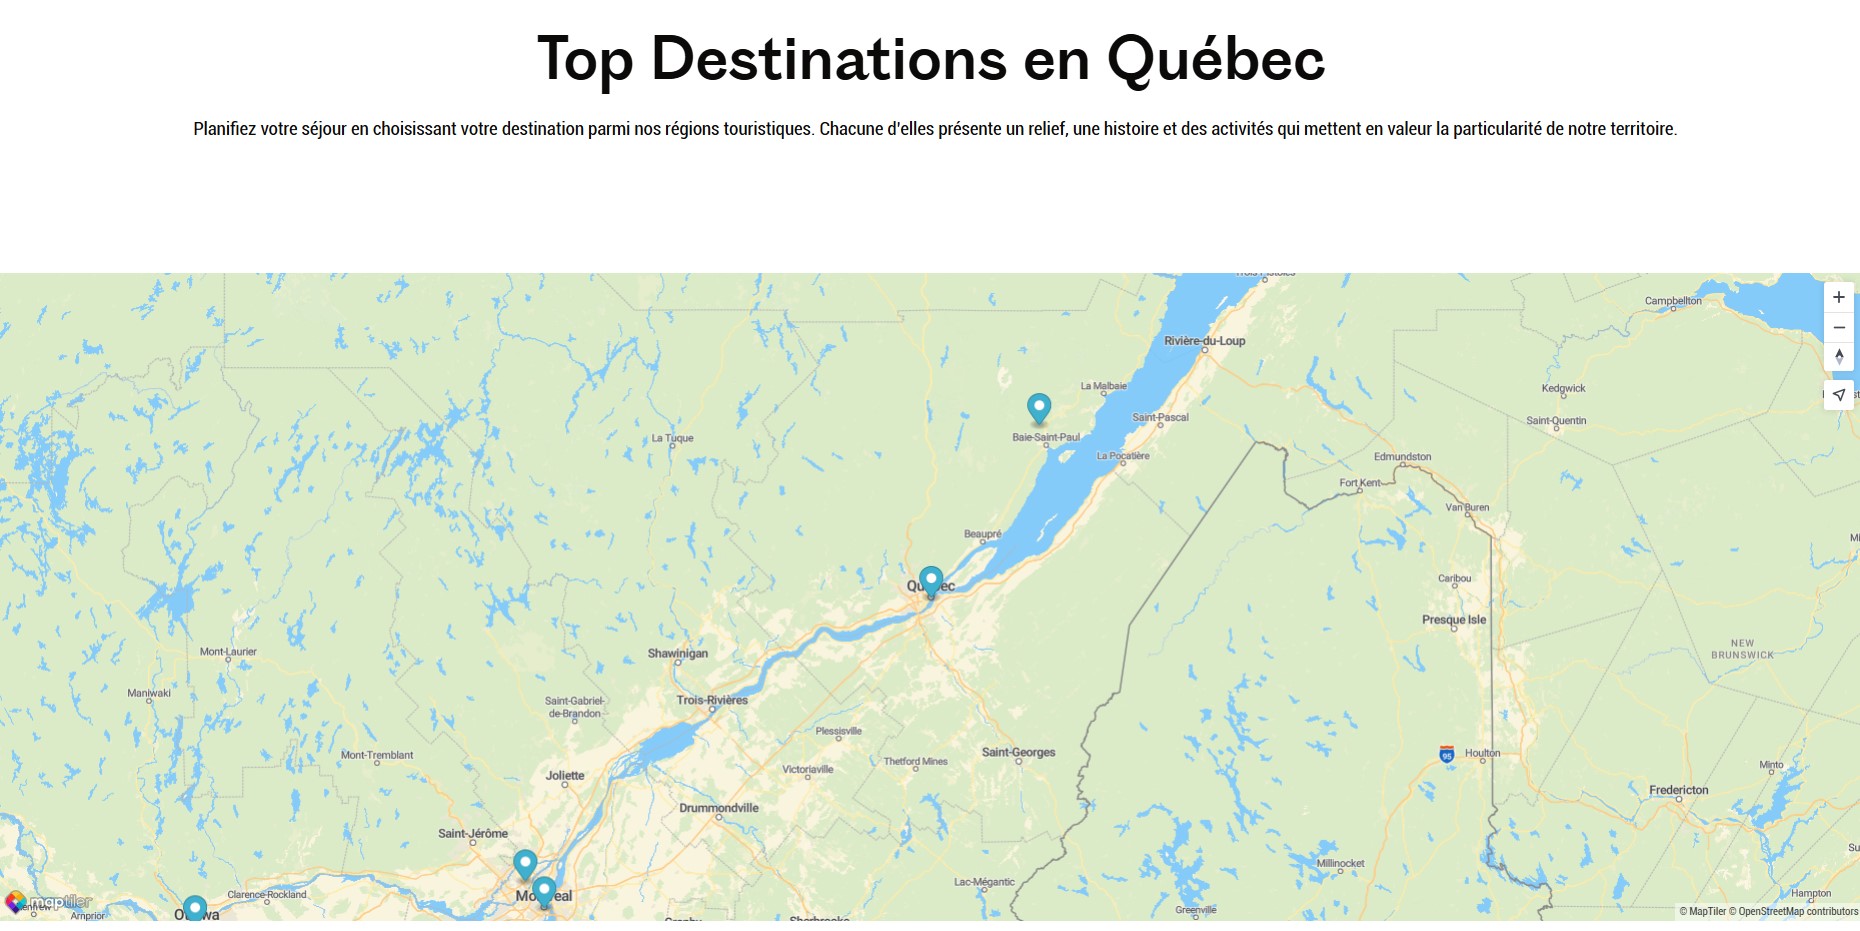 Top Destinations en Québec
Planifiez votre séjour en choisissant votre destination parmi nos régions touristiques. Chacune d'elles présente un relief, une histoire et des activités qui mettent en valeur la particularité de notre territoire.
Campbellton
Rivière-du-Loup
La Malbaie
Kedgwick
Saint-Pascal
Saint-Quentin
La Tuque
Baie-Saint-Paul
La Pocatière
Edmundston
Fort Kent
Van Buren
Beaupré
Caribou
Presque Isle
NEW
BRUNSWICK
Mont-Laurier
Shawinigan
Maniwaki
Saint-Gabriel-
de-Brandon
Trois-Rivières
Plessisville
Mont-Tremblant
Saint-Georges
Thetford Mines
Victoriaville
95
Houlton
Minto
Joliette
Fredericton
Drummondville
Saint-Jérôme
Millinocket
Lac-Mégantic
Clarence-Rockland
Hampton
maptiler
Arnprior
Greenville
© MapTiler © OpenStreetMap contributors